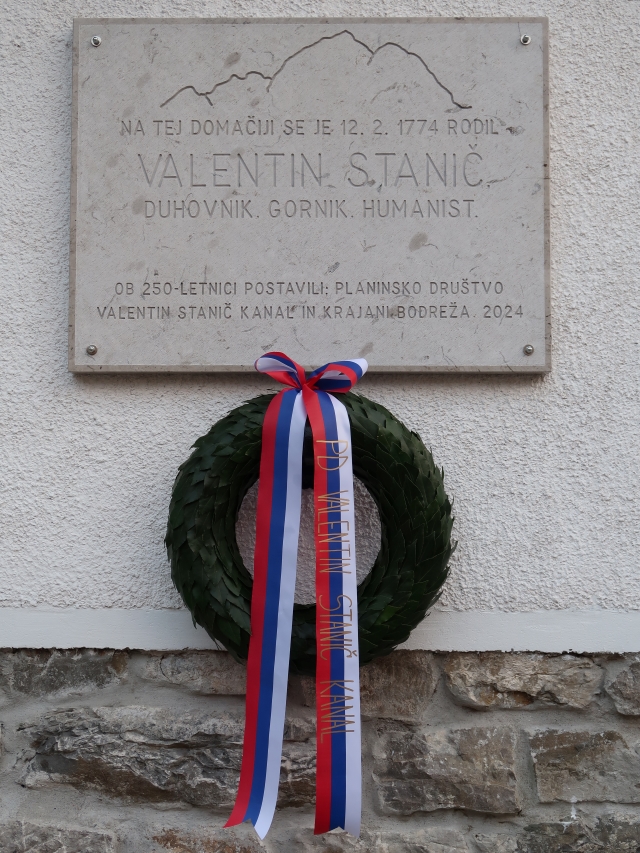 NA TEJ DOMAČIJI SE JE 12. 2. 1774 RODIL
VALENTIN STANIČ
DUHOVNIK. GORNIK. HUMANIST.
OB 250-LETNICI POSTAVILI: PLANINSKO DRUŠTVO
VALENTIN STANIČ KANAL IN KRAJANI BODREŽA. 2024
PD VALENTIN STANIČ KANAL